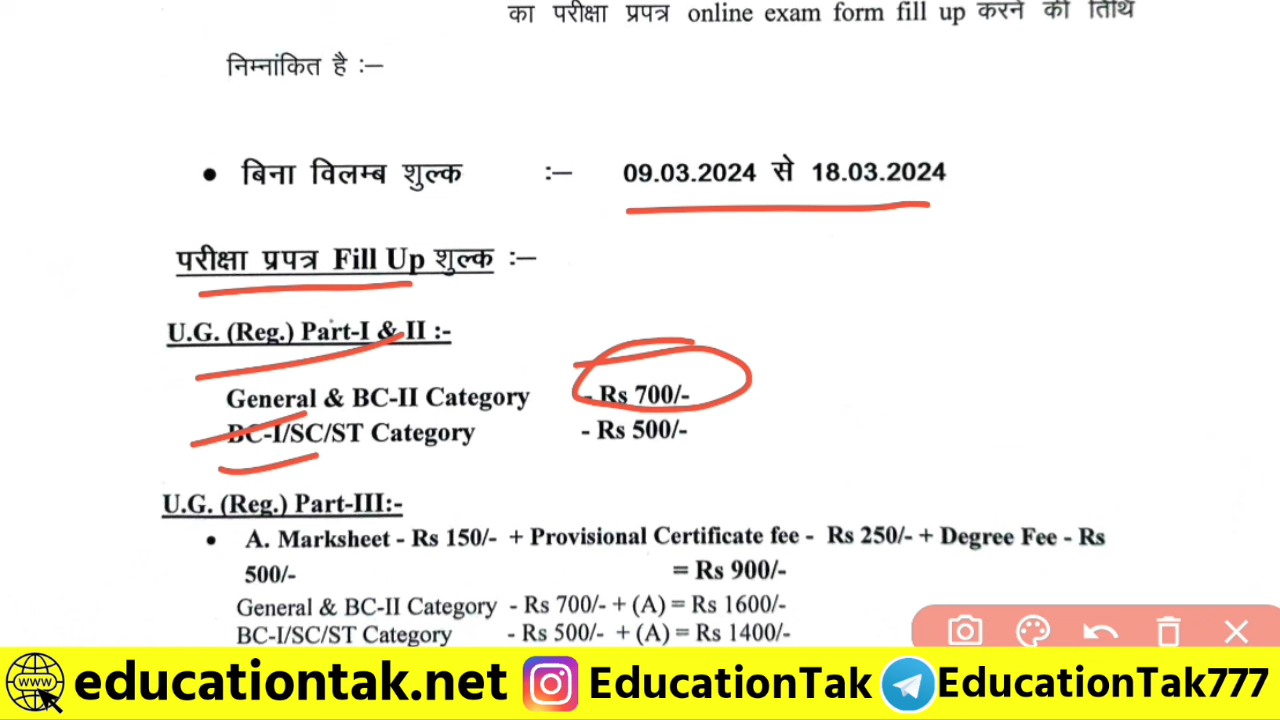 का परीक्षा प्रपत्र online exam form fill up करने की तिथि
निम्नांकित है :–
• बिना विलम्ब शुल्क :– 09.03.2024 से 18.03.2024
परीक्षा प्रपत्र Fill Up शुल्क :–
U.G. (Reg.) Part-I & II :-
General & BC-II Category - Rs 700/-
BC-I/SC/ST Category - Rs 500/-
U.G. (Reg.) Part-III:-
• A. Marksheet - Rs 150/- + Provisional Certificate fee - Rs 250/- + Degree Fee - Rs
500/- = Rs 900/-
General & BC-II Category - Rs 700/- + (A) = Rs 1600/-
BC-I/SC/ST Category - Rs 500/- + (A) = Rs 1400/-
www educationtak.net EducationTak EducationTak777